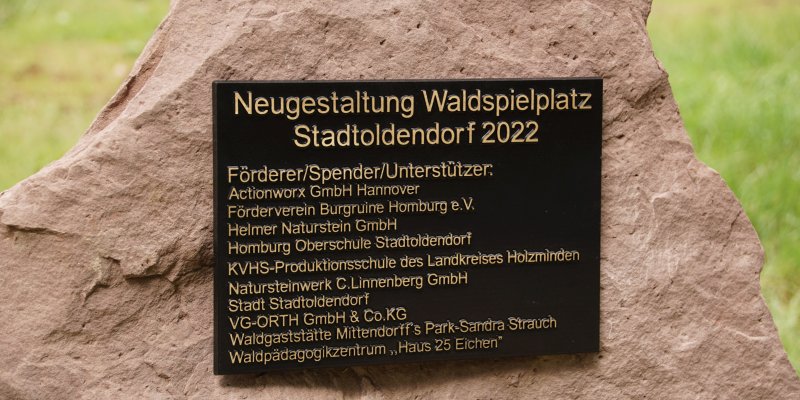 Neugestaltung Waldspielplatz
Stadtoldendorf 2022
Förderer/Spender/Unterstützer:
Actionworx GmbH Hannover
Förderverein Burgruine Homburg e.V.
Helmer Naturstein GmbH
Homburg Oberschule Stadtoldendorf
KVHS-Produktionsschule des Landkreises Holzminden
Natursteinwerk C.Linnenberg GmbH
Stadt Stadtoldendorf
VG-ORTH GmbH & Co.KG
Waldgaststätte Mittendorff´s Park-Sandra Strauch
Waldpädagogikzentrum ,,Haus 25 Eichen"